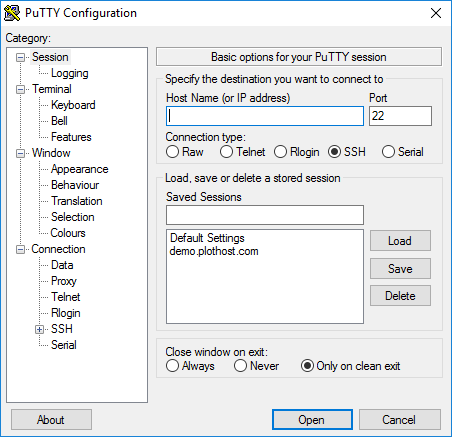 PuTTY Configuration
Category:
Session
Logging
Terminal
Keyboard
Bell
Features
Window
Appearance
Behaviour
Translation
Selection
Colours
Connection
Data
Proxy
Telnet
Rlogin
SSH
Serial
Basic options for your PuTTY session
Specify the destination you want to connect to
Host Name (or IP address) Port
22
Connection type:
Raw Telnet Rlogin SSH Serial
Load, save or delete a stored session
Saved Sessions
Default Settings
demo.plothost.com
Load
Save
Delete
Close window on exit:
Always Never Only on clean exit
About Open Cancel